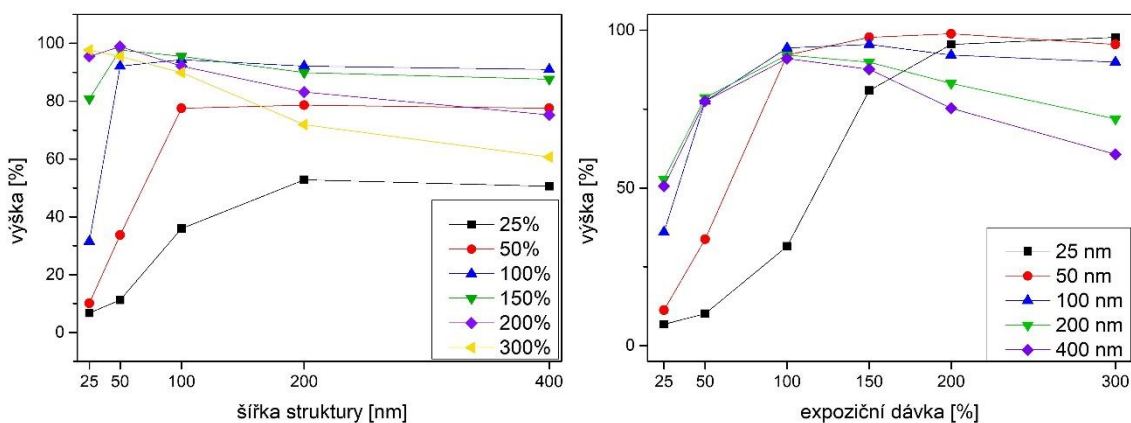 výška [%]
100
80
60
40
20
0
25 50 100 200 400
šířka struktury [nm]
25%
50%
100%
150%
200%
300%
výška [%]
100
50
0
25 50 100 150 200 300
expoziční dávka [%]
25 nm
50 nm
100 nm
200 nm
400 nm